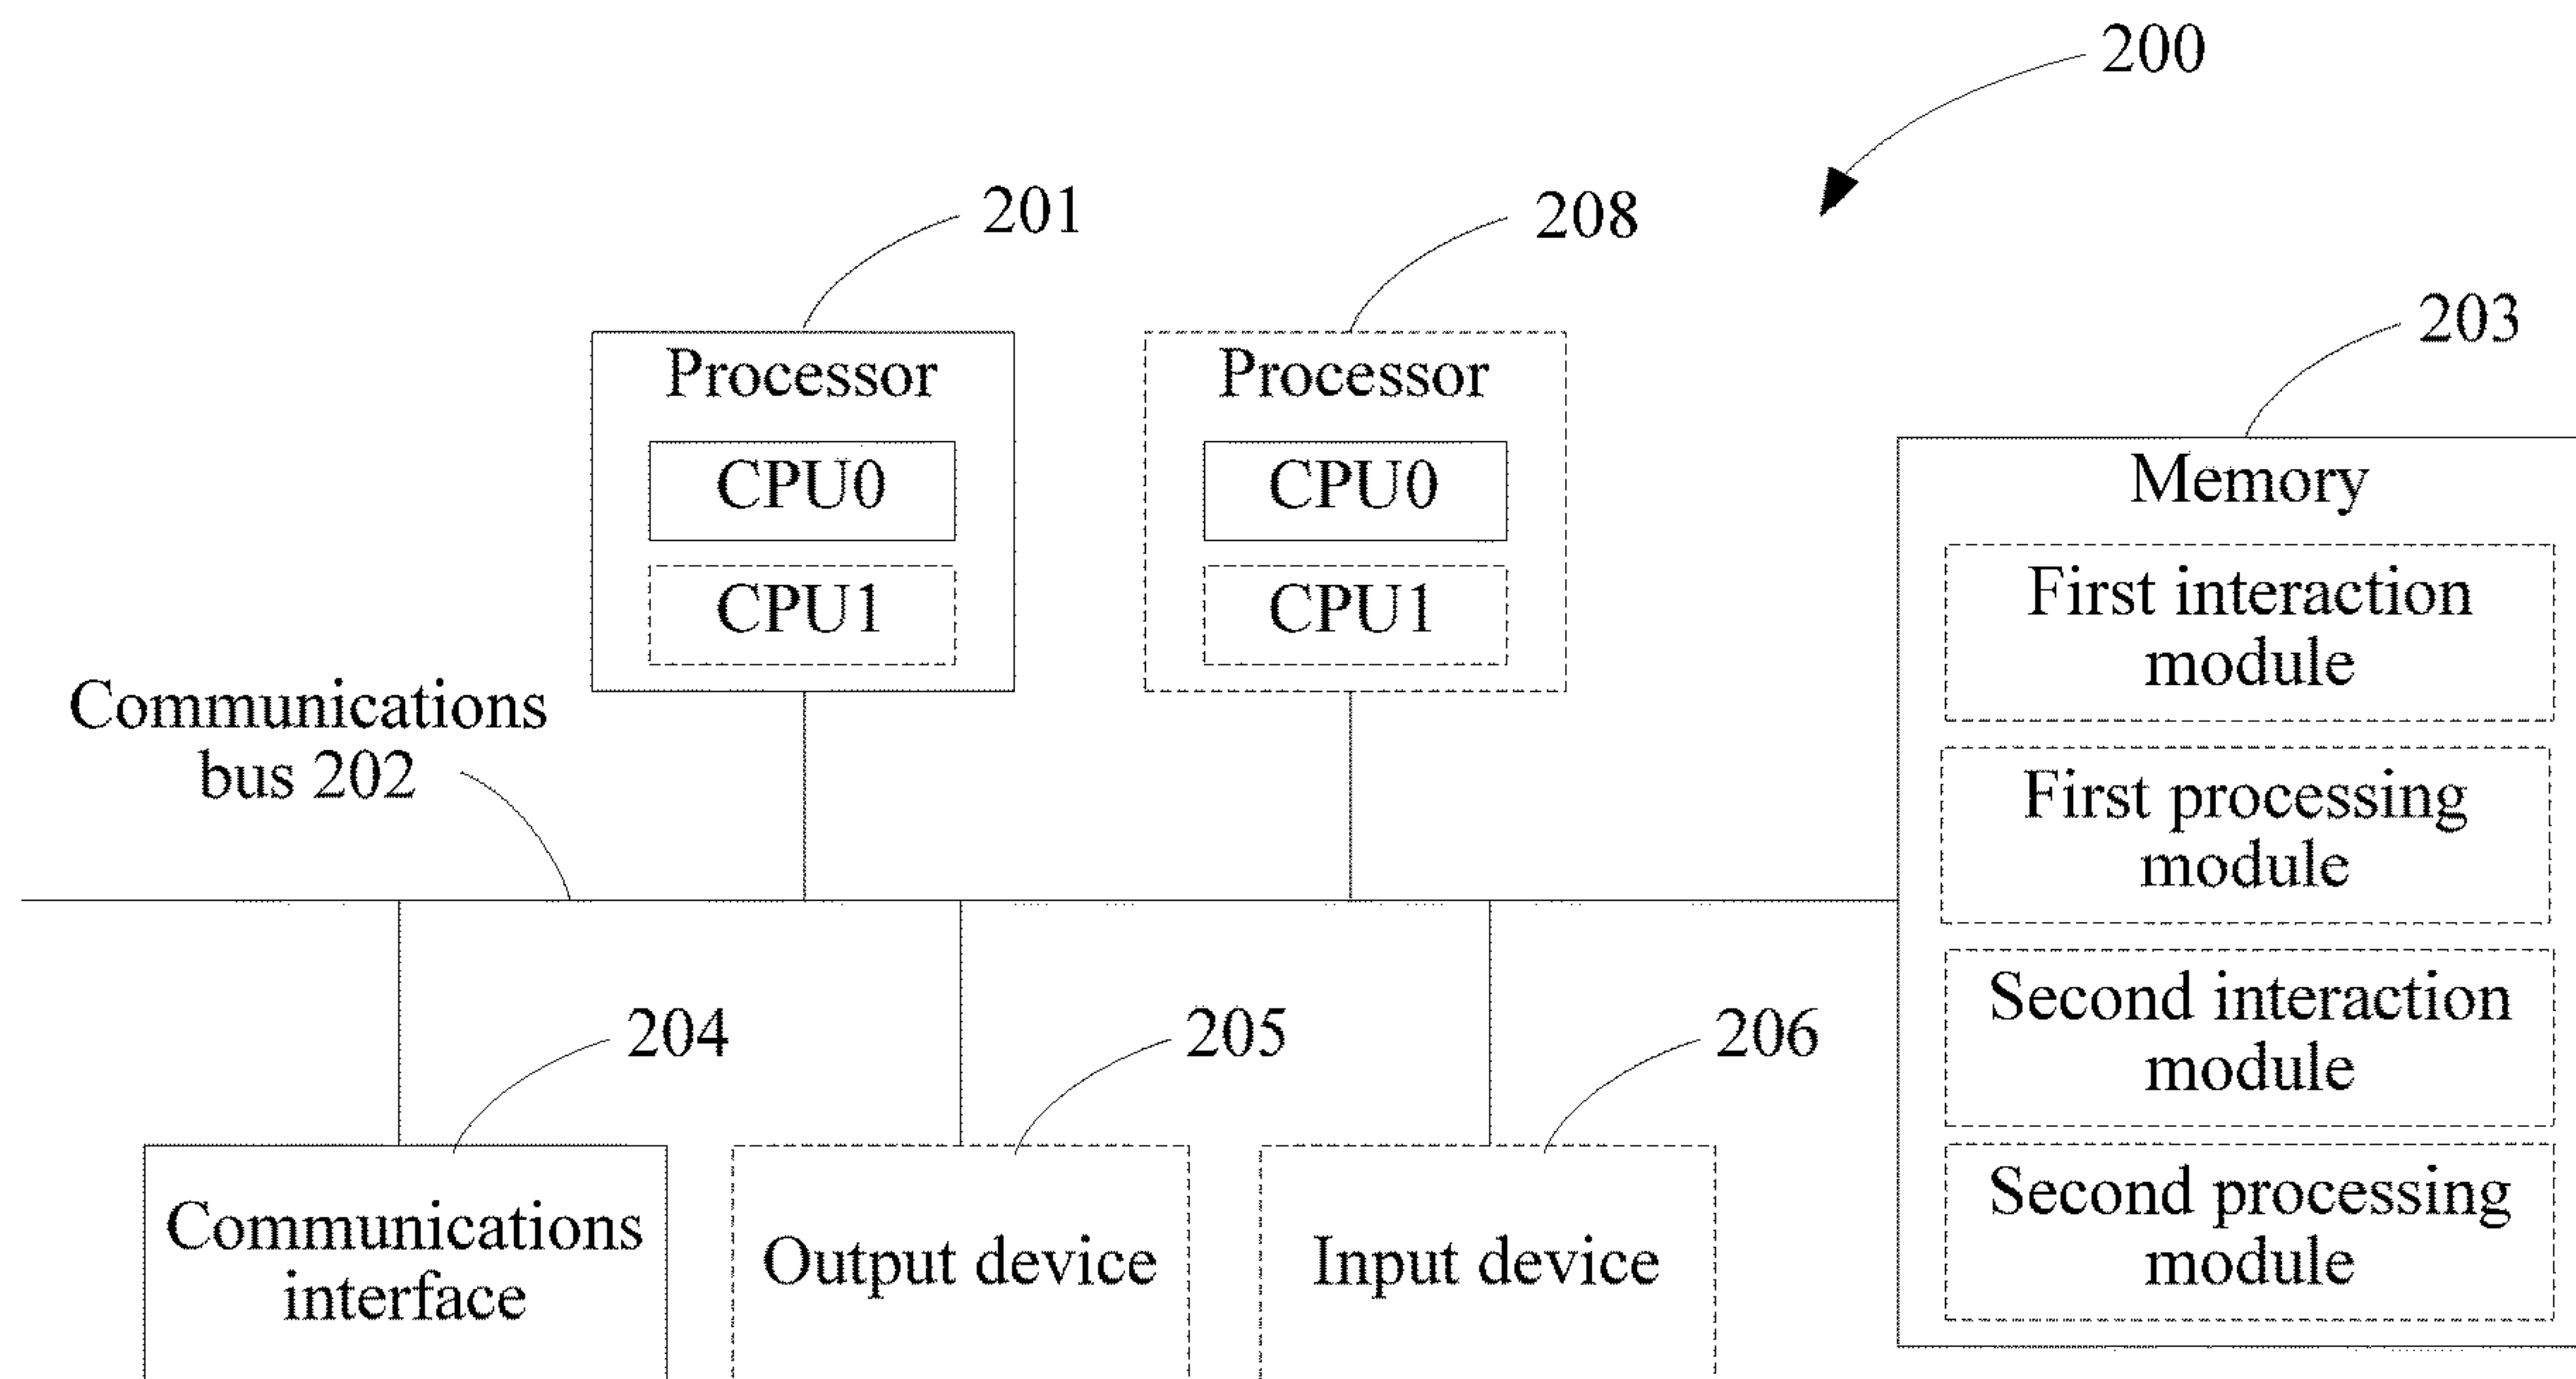 200
201
208
203
Processor
CPU0
CPU1
Processor
CPU0
CPU1
Memory
First interaction
module
First processing
module
Second interaction
module
Second processing
module
Communications
bus 202
204
205
206
Communications
interface
Output device
Input device